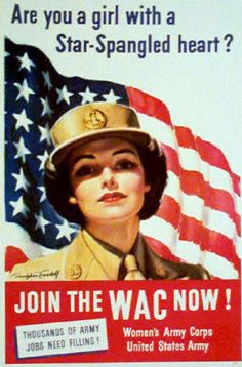 Are you a girl with a
Star-Spangled heart?
JOIN THE WAC NOW!
THOUSANDS OF ARMY
JOBS NEED FILLING!
Women's Army Corps
United States Army